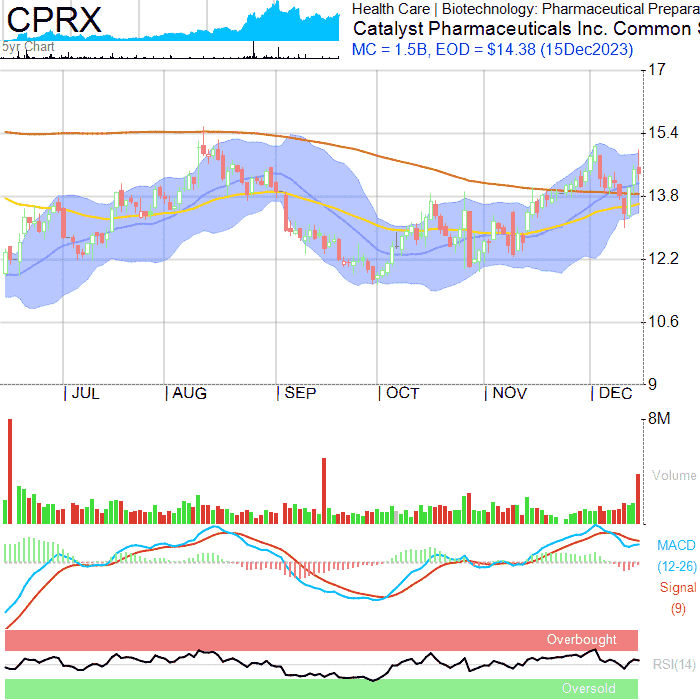 CPRX
5yr Chart
Health Care | Biotechnology: Pharmaceutical Prepara
Catalyst Pharmaceuticals Inc. Common S
MC = 1.5B, EOD = $14.38 (15Dec2023)
17
15.4
13.8
12.2
10.6
9
JUL AUG SEP OCT NOV DEC
8M
Volume
MACD
(12-26)
Signal
(9)
Overbought
RSI(14)
Oversold